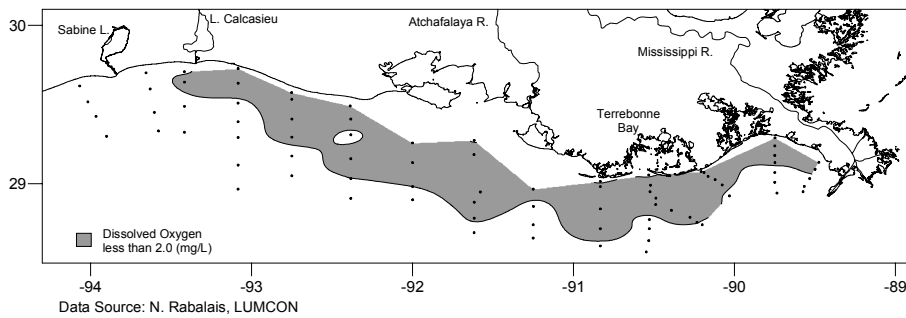 30
Sabine L.
L. Calcasieu
Atchafalaya R.
Mississippi R.
Terrebonne
Bay
29
Dissolved Oxygen
less than 2.0 (mg/L)
-94
-93
-92
-91
-90
-89
Data Source: N. Rabalais, LUMCON